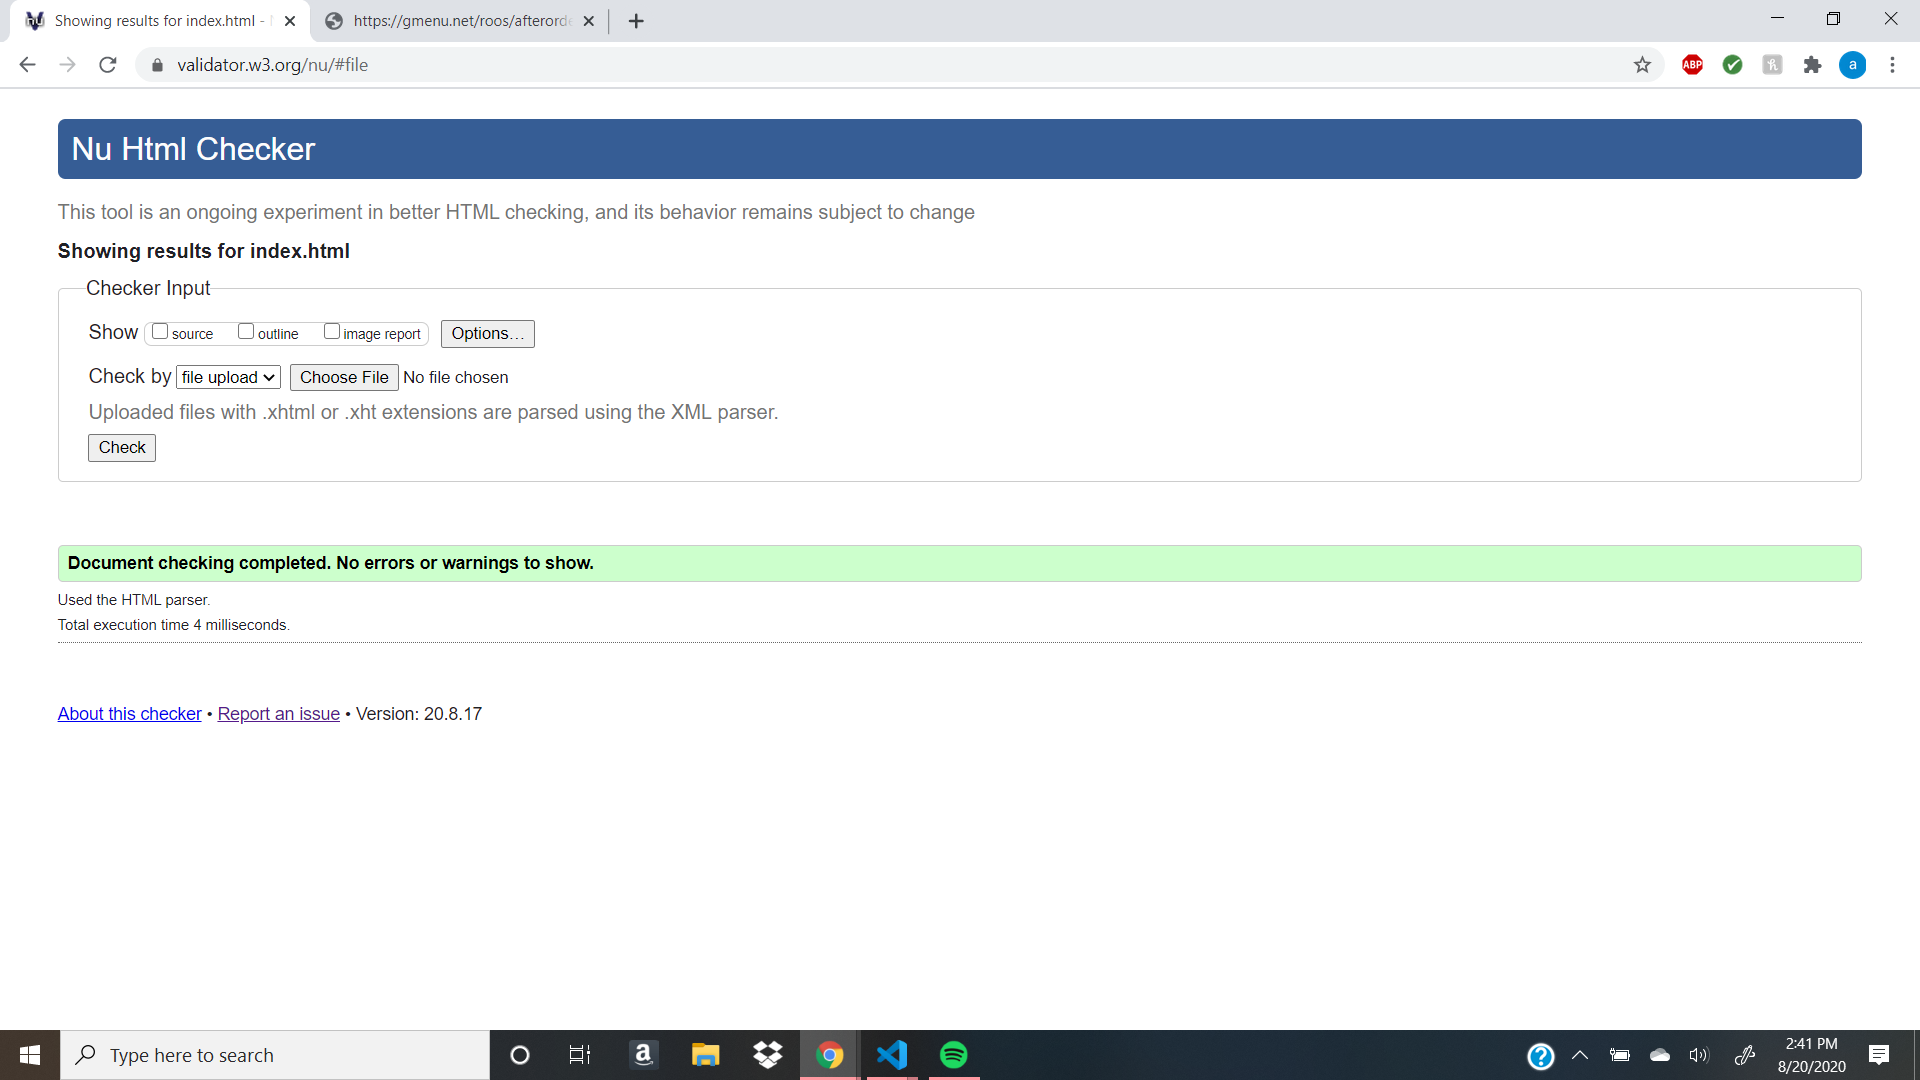 Showing results for index.html -
https://gmenu.net/roos/afterorde
validator.w3.org/nu/#file
ABP
a
Nu Html Checker
This tool is an ongoing experiment in better HTML checking, and its behavior remains subject to change
Showing results for index.html
Checker Input
Show source outline image report Options…
Check by file upload Choose File No file chosen
Uploaded files with .xhtml or .xht extensions are parsed using the XML parser.
Check
Document checking completed. No errors or warnings to show.
Used the HTML parser.
Total execution time 4 milliseconds.
About this checker • Report an issue • Version: 20.8.17
Type here to search
a
2:41 PM
8/20/2020